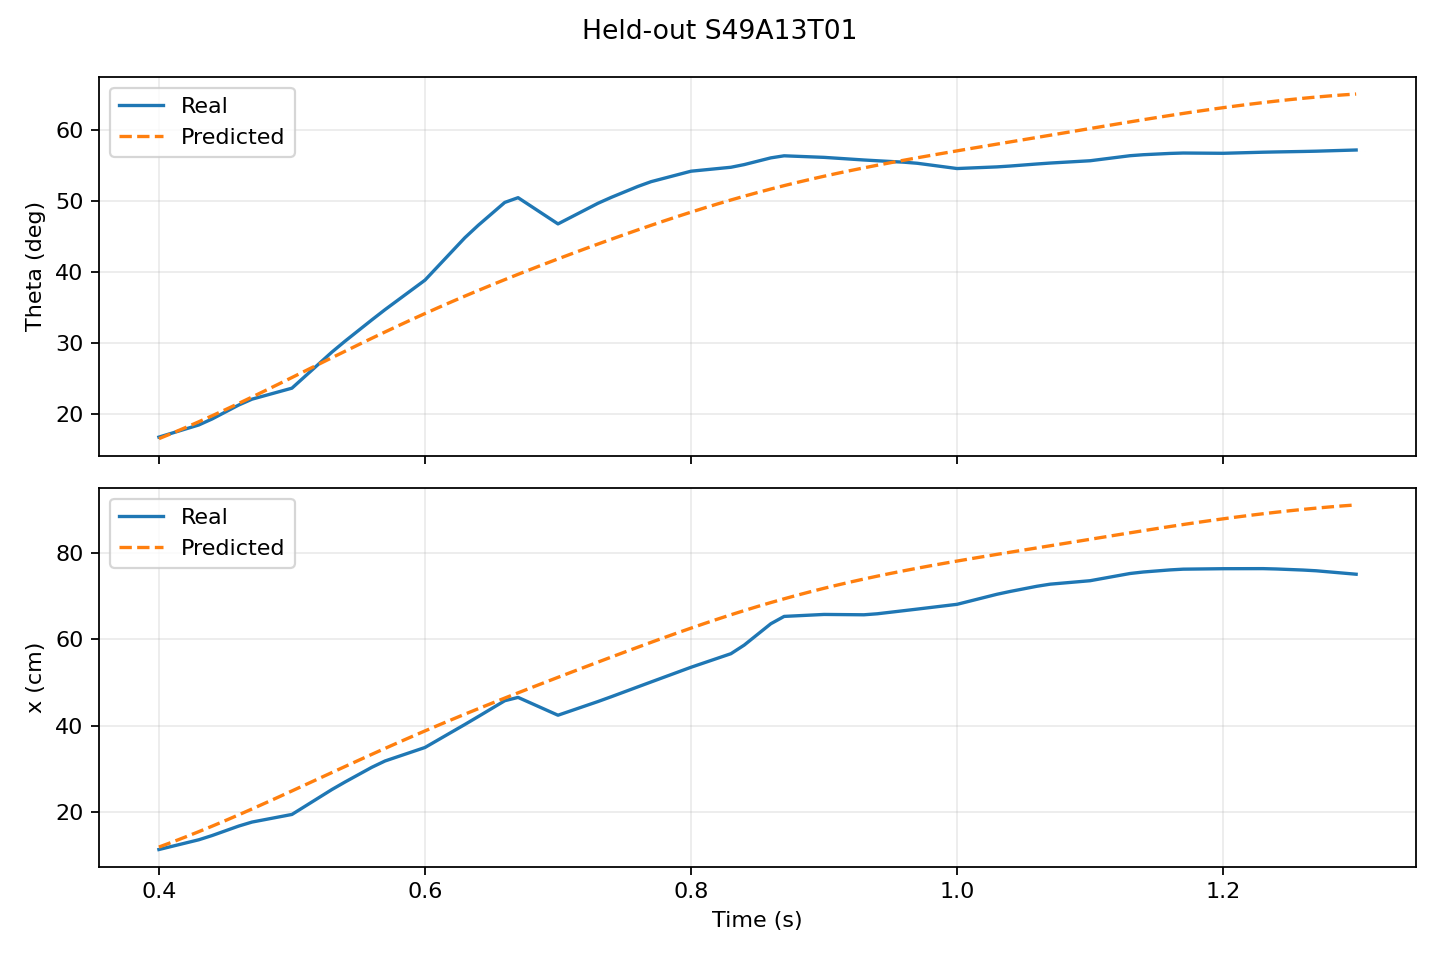 Held-out S49A13T01
Real
Predicted
60
50
40
30
20
Theta (deg)
Real
Predicted
80
60
40
20
x (cm)
0.4 0.6 0.8 1.0 1.2
Time (s)